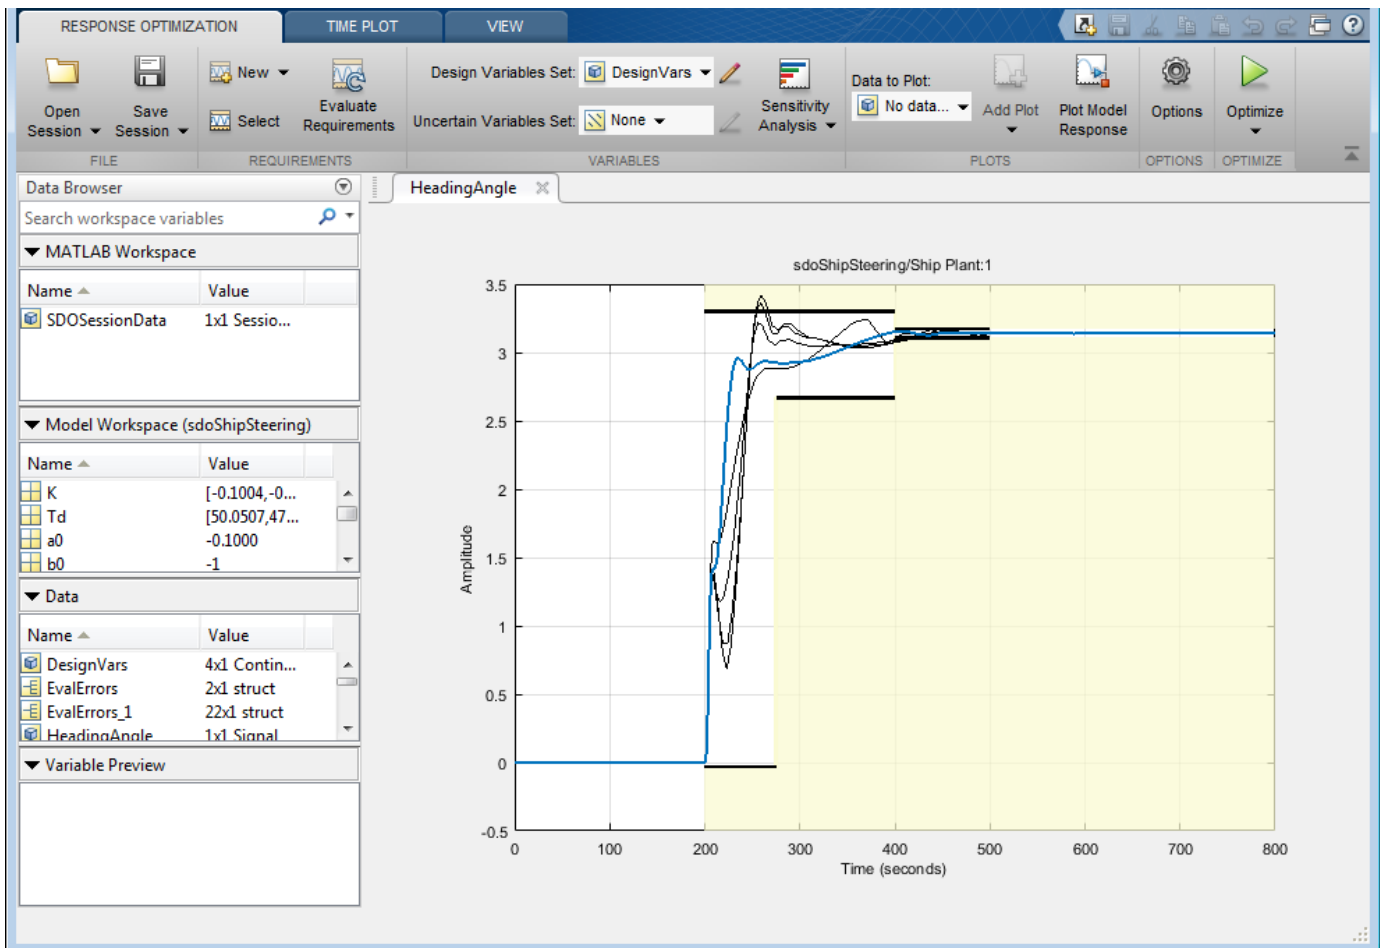 RESPONSE OPTIMIZATION TIME PLOT VIEW
Open Session
Save Session
New
Select
Evaluate Requirements
Design Variables Set: DesignVars
Uncertain Variables Set: None
Sensitivity Analysis
Data to Plot:
No data...
Add Plot
Plot Model Response
Options
Optimize
FILE REQUIREMENTS VARIABLES PLOTS OPTIONS OPTIMIZE
Data Browser
Search workspace variables
MATLAB Workspace
Name Value
SDOSessionData 1x1 Sessio...
Model Workspace (sdoShipSteering)
Name Value
K [-0.1004,-0...
Td [50.0507,47...
a0 -0.1000
b0 -1
Data
Name Value
DesignVars 4x1 Contin...
EvalErrors 2x1 struct
EvalErrors_1 22x1 struct
HeadingAngle 1x1 Signal
Variable Preview
HeadingAngle
sdoShipSteering/Ship Plant:1
3.5
3
2.5
2
1.5
1
0.5
0
-0.5
Amplitude
0 100 200 300 400 500 600 700 800
Time (seconds)